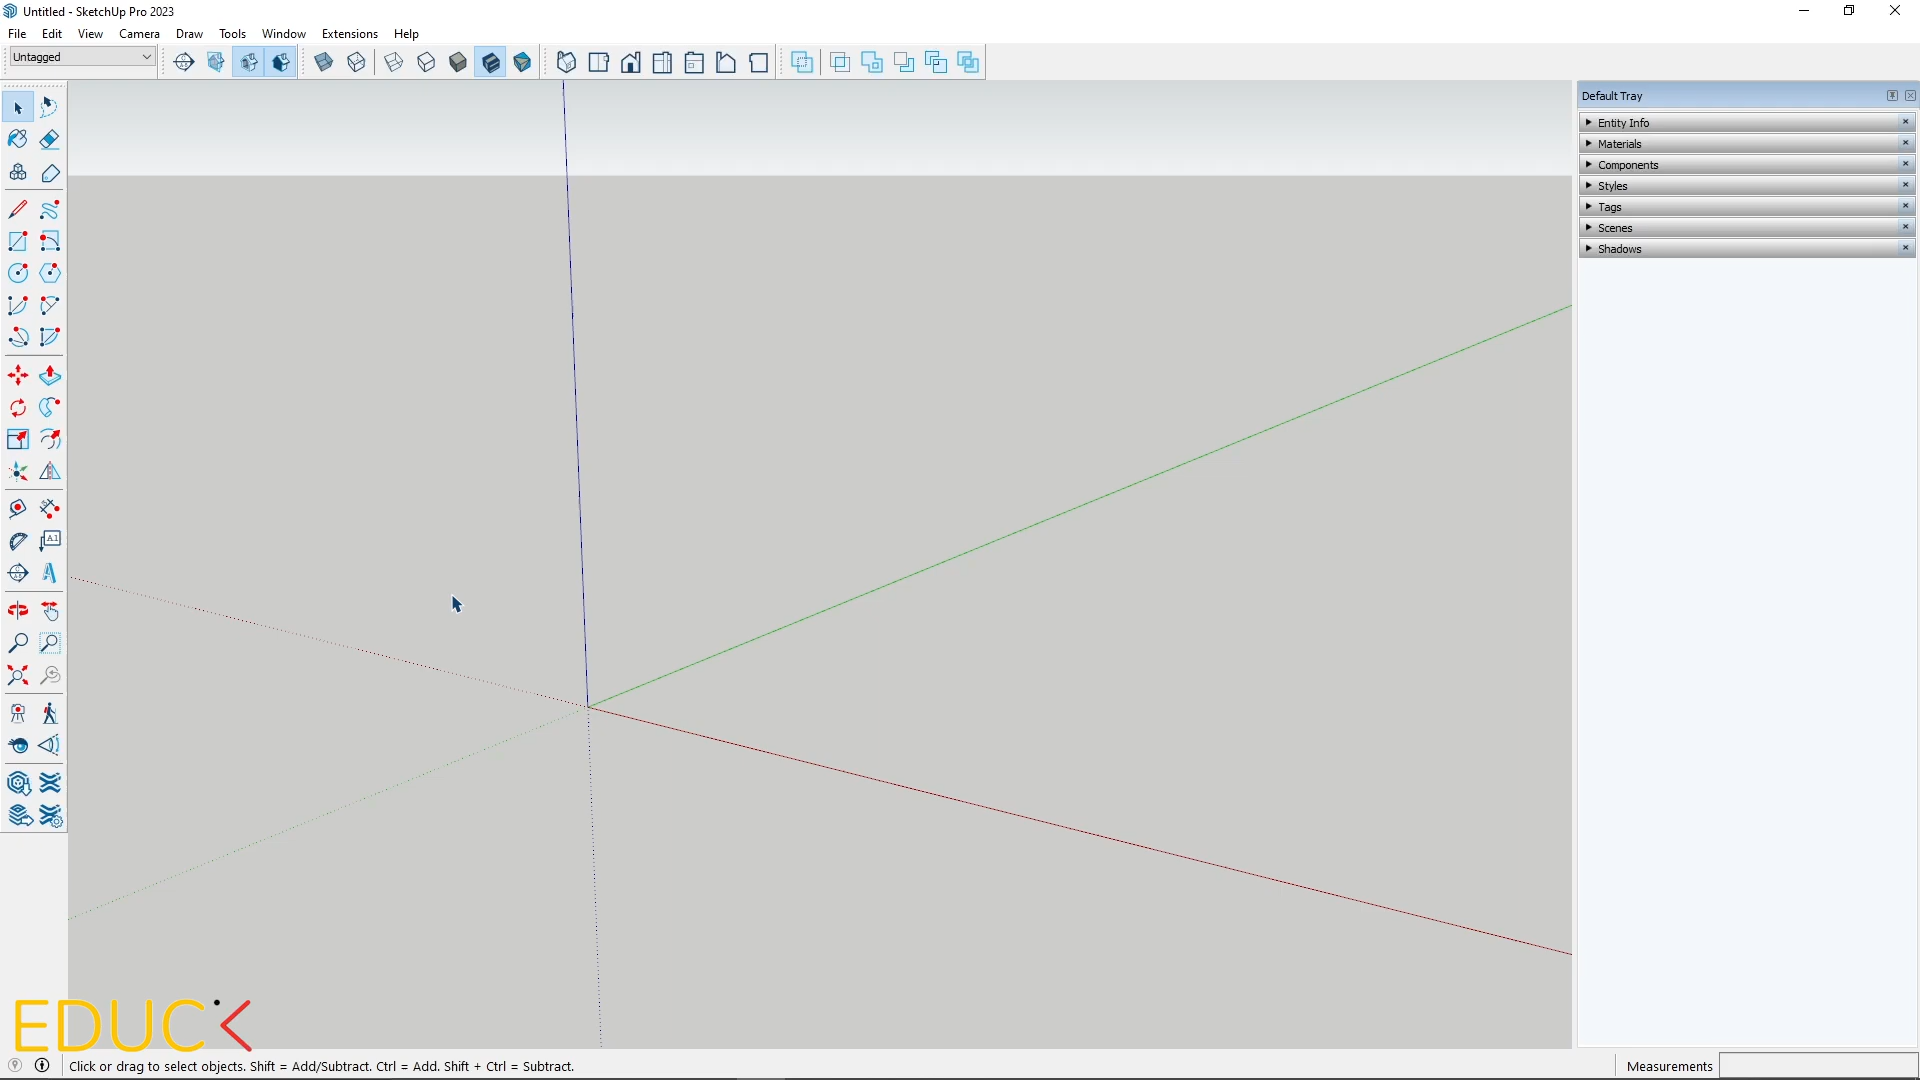 Untitled - SketchUp Pro 2023
File Edit View Camera Draw Tools Window Extensions Help
Untagged
Default Tray
Entity Info
Materials
Components
Styles
Tags
Scenes
Shadows
A1
A
EDUC
Click or drag to select objects. Shift = Add/Subtract. Ctrl = Add. Shift + Ctrl = Subtract.
Measurements